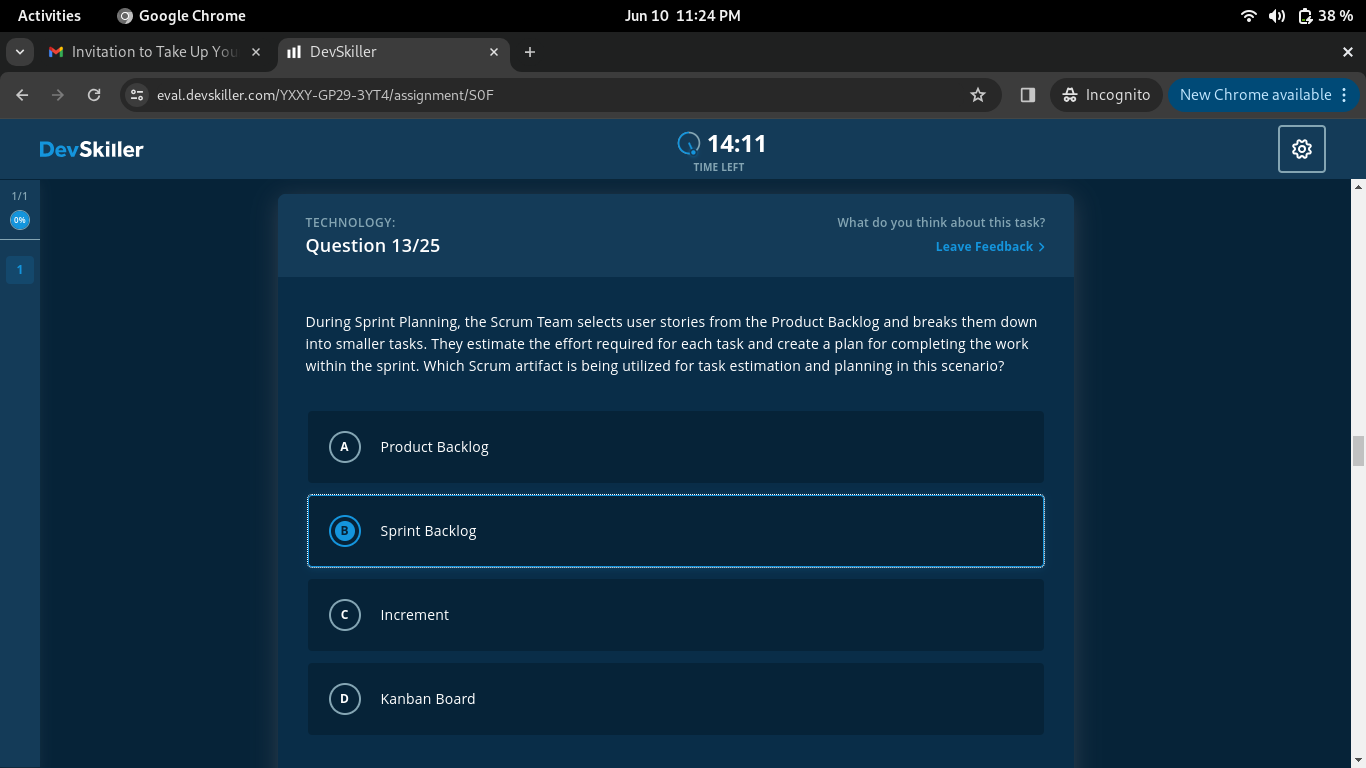 Activities
Google Chrome
Jun 10 11:24 PM
38 %
Invitation to Take Up You
DevSkiller
eval.devskiller.com/YXXY-GP29-3YT4/assignment/S0F
Incognito
New Chrome available
DevSkiller
14:11
TIME LEFT
1/1
0%
1
TECHNOLOGY:
Question 13/25
What do you think about this task?
Leave Feedback
During Sprint Planning, the Scrum Team selects user stories from the Product Backlog and breaks them down
into smaller tasks. They estimate the effort required for each task and create a plan for completing the work
within the sprint. Which Scrum artifact is being utilized for task estimation and planning in this scenario?
A Product Backlog
B Sprint Backlog
C Increment
D Kanban Board